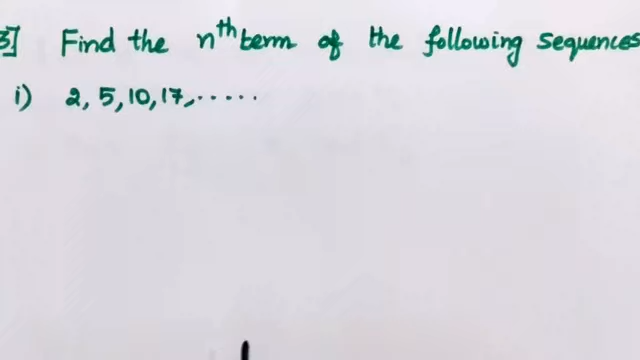 3] Find the nth term of the following sequences
i) 2, 5, 10, 17, .....